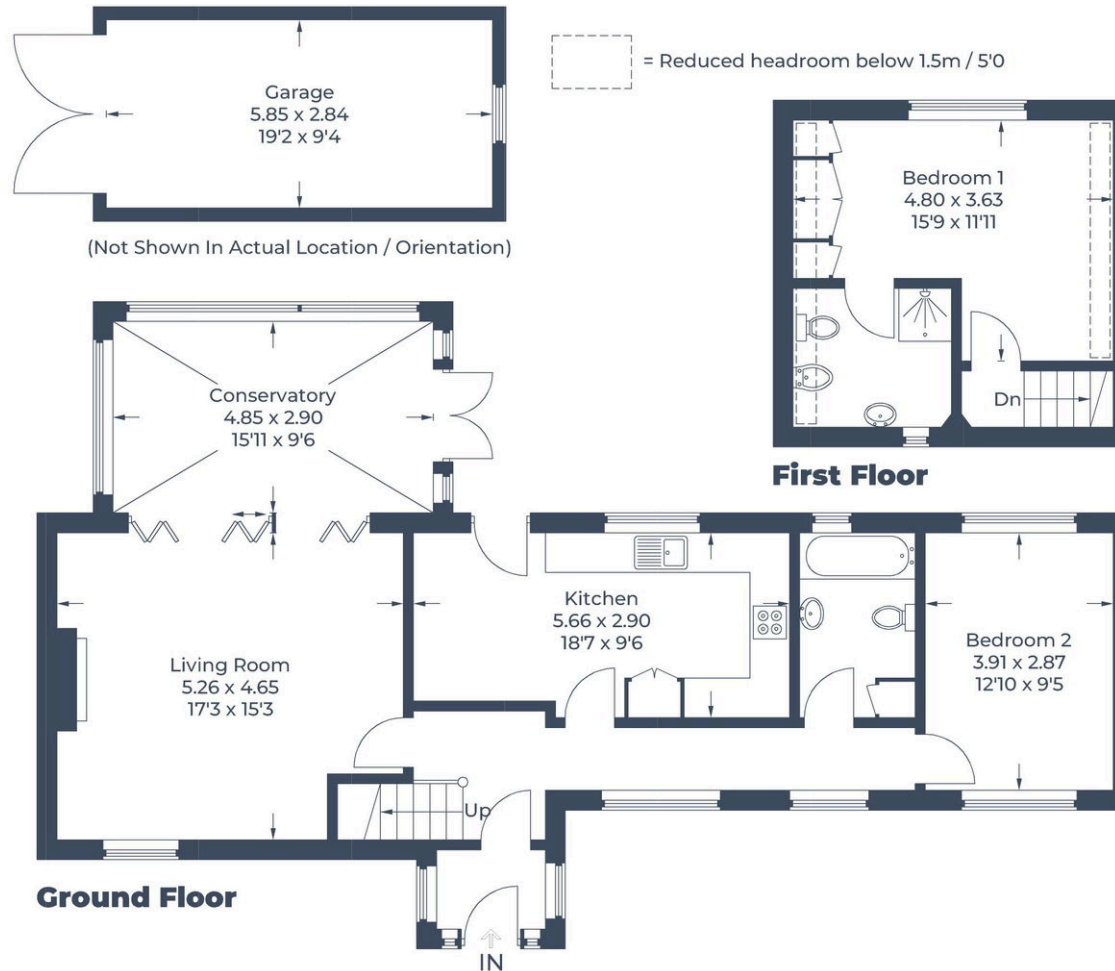 Garage
5.85 x 2.84
19'2 x 9'4
(Not Shown In Actual Location / Orientation)
= Reduced headroom below 1.5m / 5'0
Bedroom 1
4.80 x 3.63
15'9 x 11'11
Dn
First Floor
Conservatory
4.85 x 2.90
15'11 x 9'6
Living Room
5.26 x 4.65
17'3 x 15'3
Kitchen
5.66 x 2.90
18'7 x 9'6
Bedroom 2
3.91 x 2.87
12'10 x 9'5
Up
Ground Floor
IN